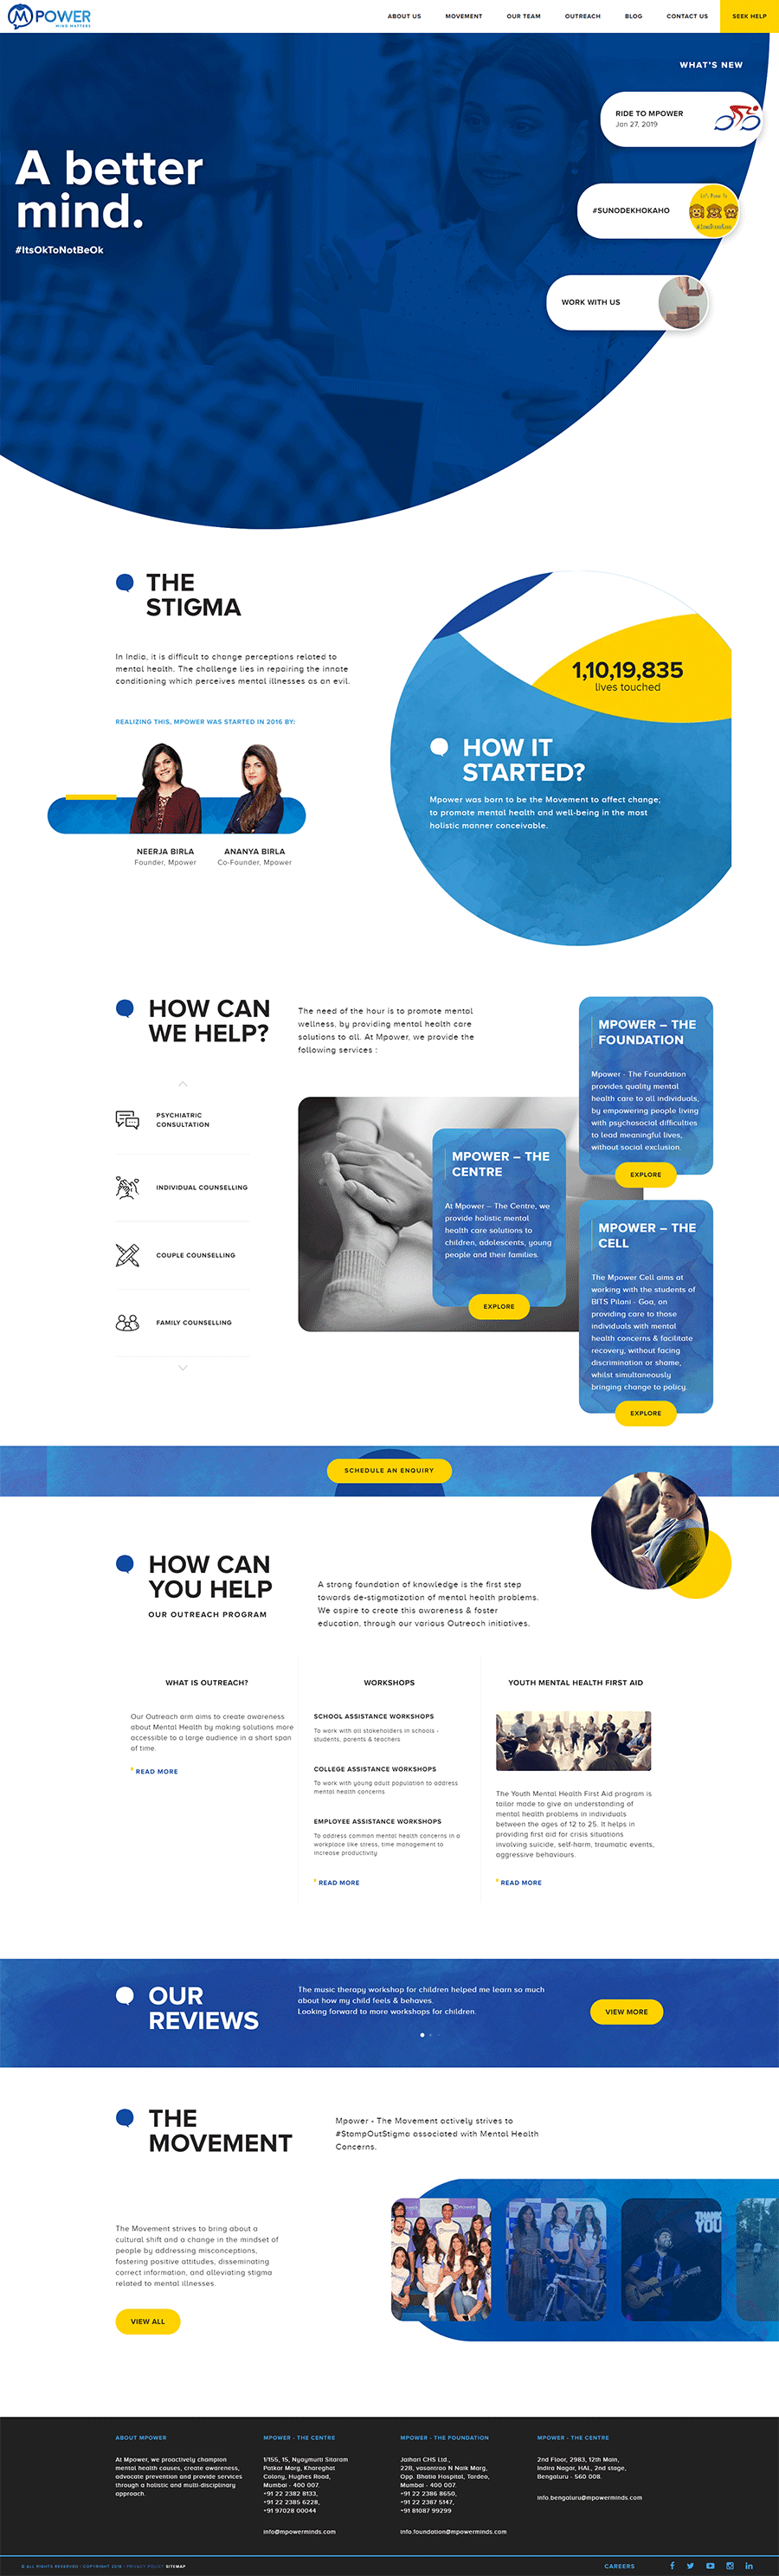 MPOWER
MIND MATTERS
ABOUT US
MOVEMENT
OUR TEAM
OUTREACH
BLOG
CONTACT US
SEEK HELP
WHAT'S NEW
RIDE TO MPOWER
Jan 27, 2019
#SUNODEKHOKAHO
WORK WITH US
A better
mind.
#ItsOkToNotBeOk
THE
STIGMA
In India, it is difficult to change perceptions related to
mental health. The challenge lies in repairing the innate
conditioning which perceives mental illnesses as an evil.
REALIZING THIS, MPOWER WAS STARTED IN 2016 BY:
NEERJA BIRLA
Founder, Mpower
ANANYA BIRLA
Co-Founder, Mpower
1,10,19,835
lives touched
HOW IT
STARTED?
Mpower was born to be the Movement to affect change;
to promote mental health and well-being in the most
holistic manner conceivable.
HOW CAN
WE HELP?
The need of the hour is to promote mental
wellness, by providing mental health care
solutions to all. At Mpower, we provide the
following services :
PSYCHIATRIC
CONSULTATION
INDIVIDUAL COUNSELLING
COUPLE COUNSELLING
FAMILY COUNSELLING
MPOWER – THE
CENTRE
At Mpower – The Centre, we
provide holistic mental
health care solutions to
children, adolescents, young
people and their families.
EXPLORE
MPOWER – THE
FOUNDATION
Mpower - The Foundation
provides quality mental
health care to all individuals,
by empowering people living
with psychosocial difficulties
to lead meaningful lives,
without social exclusion.
EXPLORE
MPOWER – THE
CELL
The Mpower Cell aims at
working with the students of
BITS Pilani - Goa, on
providing care to those
individuals with mental
health concerns & facilitate
recovery, without facing
discrimination or shame,
whilst simultaneously
bringing change to policy.
EXPLORE
SCHEDULE AN ENQUIRY
HOW CAN
YOU HELP
OUR OUTREACH PROGRAM
A strong foundation of knowledge is the first step
towards de-stigmatization of mental health problems.
We aspire to create this awareness & foster
education, through our various Outreach initiatives.
WHAT IS OUTREACH?
Our Outreach arm aims to create awareness
about Mental Health by making solutions more
accessible to a large audience in a short span
of time.
READ MORE
WORKSHOPS
SCHOOL ASSISTANCE WORKSHOPS
To work with all stakeholders in schools -
students, parents & teachers
COLLEGE ASSISTANCE WORKSHOPS
To work with young adult population to address
mental health concerns
EMPLOYEE ASSISTANCE WORKSHOPS
To address common mental health concerns in a
workplace like stress, time management to
increase productivity
READ MORE
YOUTH MENTAL HEALTH FIRST AID
The Youth Mental Health First Aid program is
tailor made to give an understanding of
mental health problems in individuals
between the ages of 12 to 25. It helps in
providing first aid for crisis situations
involving suicide, self-harm, traumatic events,
aggressive behaviours.
READ MORE
OUR
REVIEWS
The music therapy workshop for children helped me learn so much
about how my child feels & behaves.
Looking forward to more workshops for children.
VIEW MORE
THE
MOVEMENT
Mpower - The Movement actively strives to
#StampOutStigma associated with Mental Health
Concerns.
The Movement strives to bring about a
cultural shift and a change in the mindset of
people by addressing misconceptions,
fostering positive attitudes, disseminating
correct information, and alleviating stigma
related to mental illnesses.
VIEW ALL
THANK
YOU
ABOUT MPOWER
At Mpower, we proactively champion
mental health causes, create awareness,
advocate prevention and provide services
through a holistic and multi-disciplinary
approach.
MPOWER - THE CENTRE
1/155, 15, Nyaymurti Sitaram
Patkar Marg, Khareghat
Colony, Hughes Road,
Mumbai - 400 007.
+91 22 2382 8133,
+91 22 2385 6228,
+91 97028 00044
info@mpowerminds.com
MPOWER - THE FOUNDATION
Jaihari CHS Ltd.,
22B, vasantrao N Naik Marg,
Opp. Bhatia Hospital, Tardeo,
Mumbai - 400 007.
+91 22 2386 8650,
+91 22 2387 5147,
+91 81087 99299
info.foundation@mpowerminds.com
MPOWER - THE CENTRE
2nd Floor, 2983, 12th Main,
Indira Nagar, HAL, 2nd stage,
Bengaluru - 560 008.
info.bengaluru@mpowerminds.com
© ALL RIGHTS RESERVED | COPYRIGHT 2018 | PRIVACY POLICY SITEMAP
CAREERS